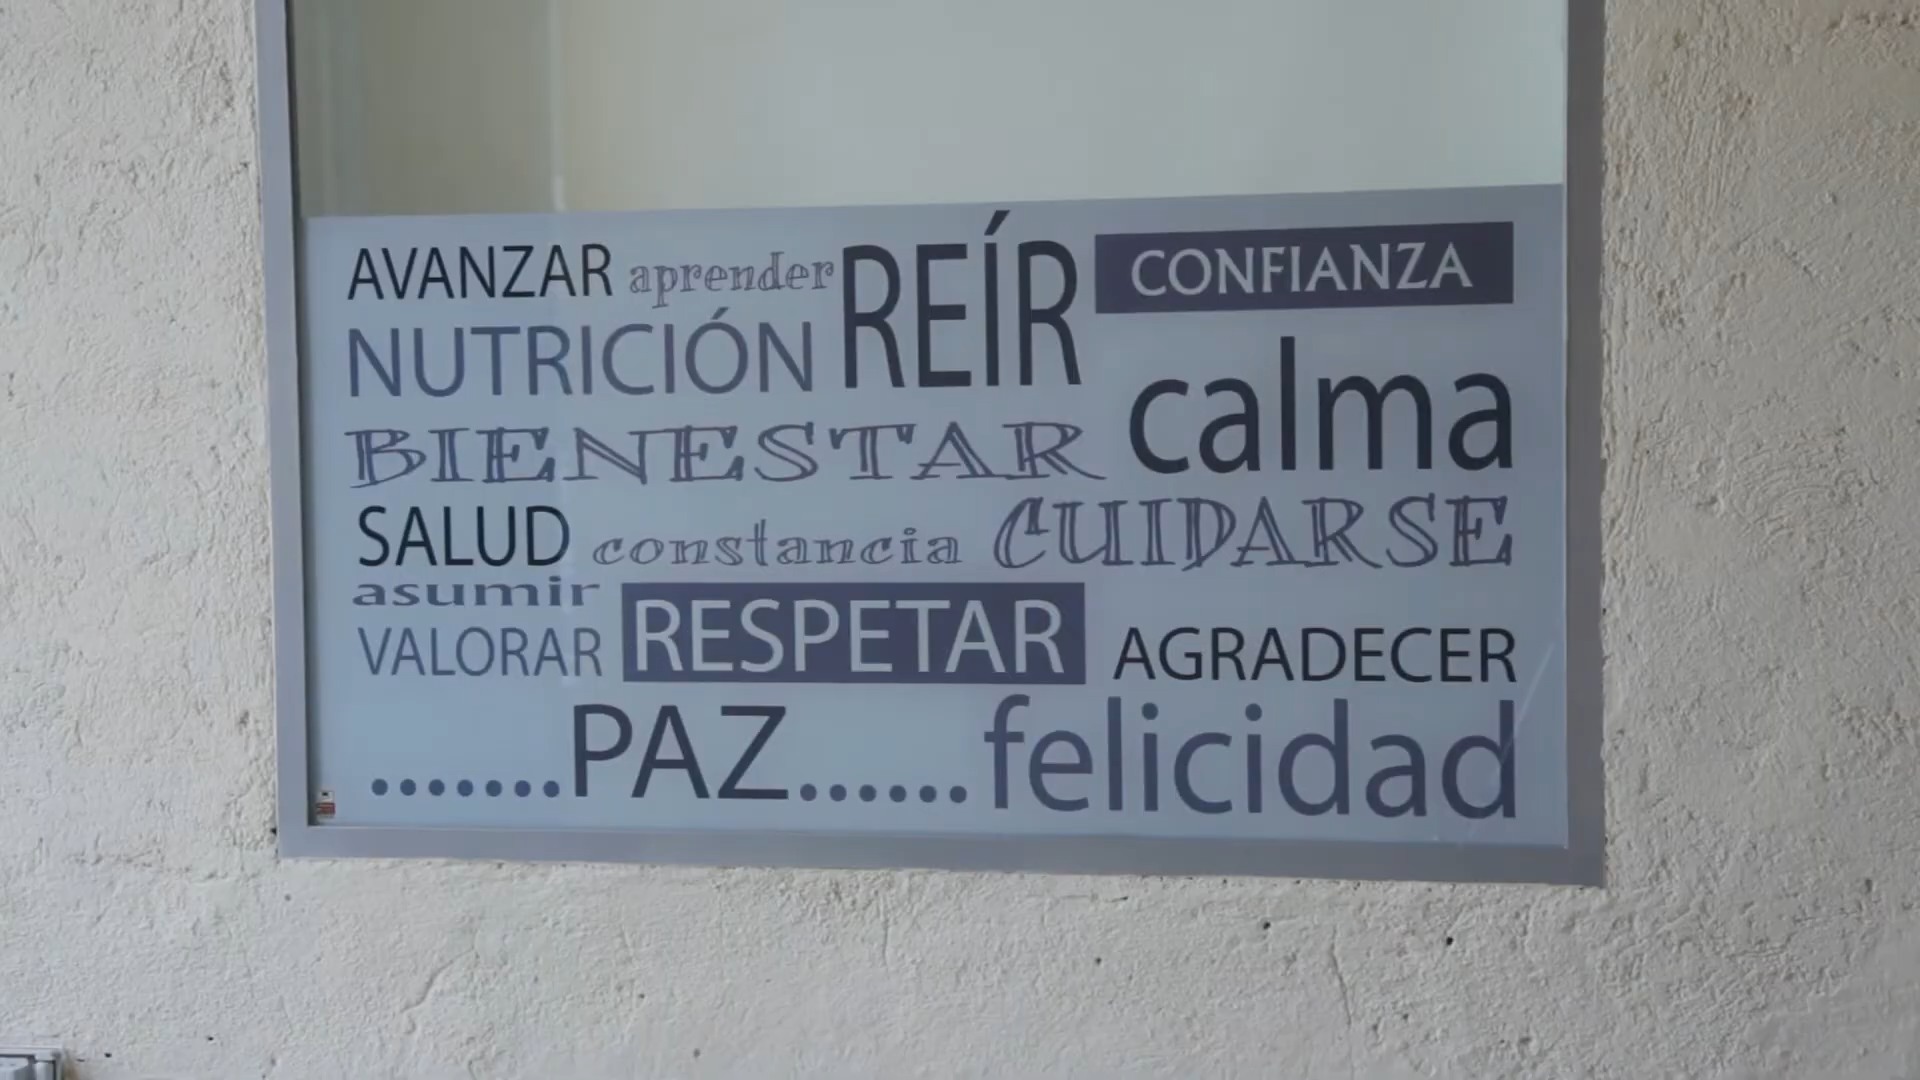 AVANZAR aprender REÍR CONFIANZA
NUTRICIÓN calma
BIENESTAR
SALUD constancia CUIDARSE
asumir
VALORAR RESPETAR AGRADECER
.......PAZ...... felicidad